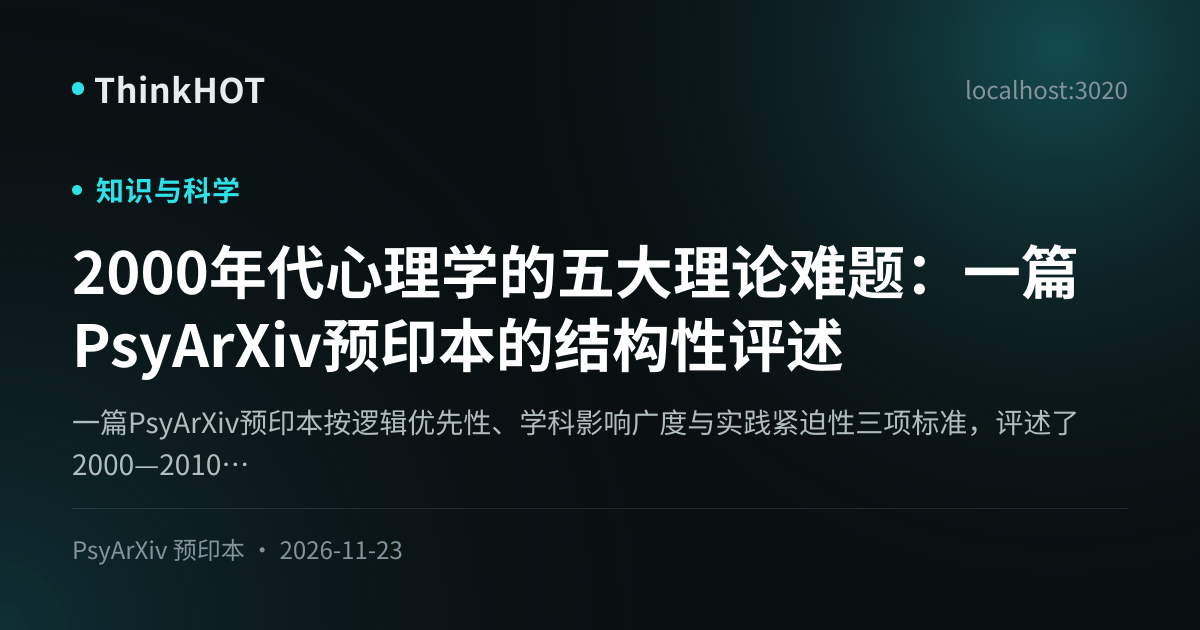 ThinkHOT
localhost:3020
知识与科学
2000年代心理学的五大理论难题：一篇
PsyArXiv预印本的结构性评述
一篇PsyArXiv预印本按逻辑优先性、学科影响广度与实践紧迫性三项标准，评述了
2000—2010…
PsyArXiv 预印本 · 2026-11-23